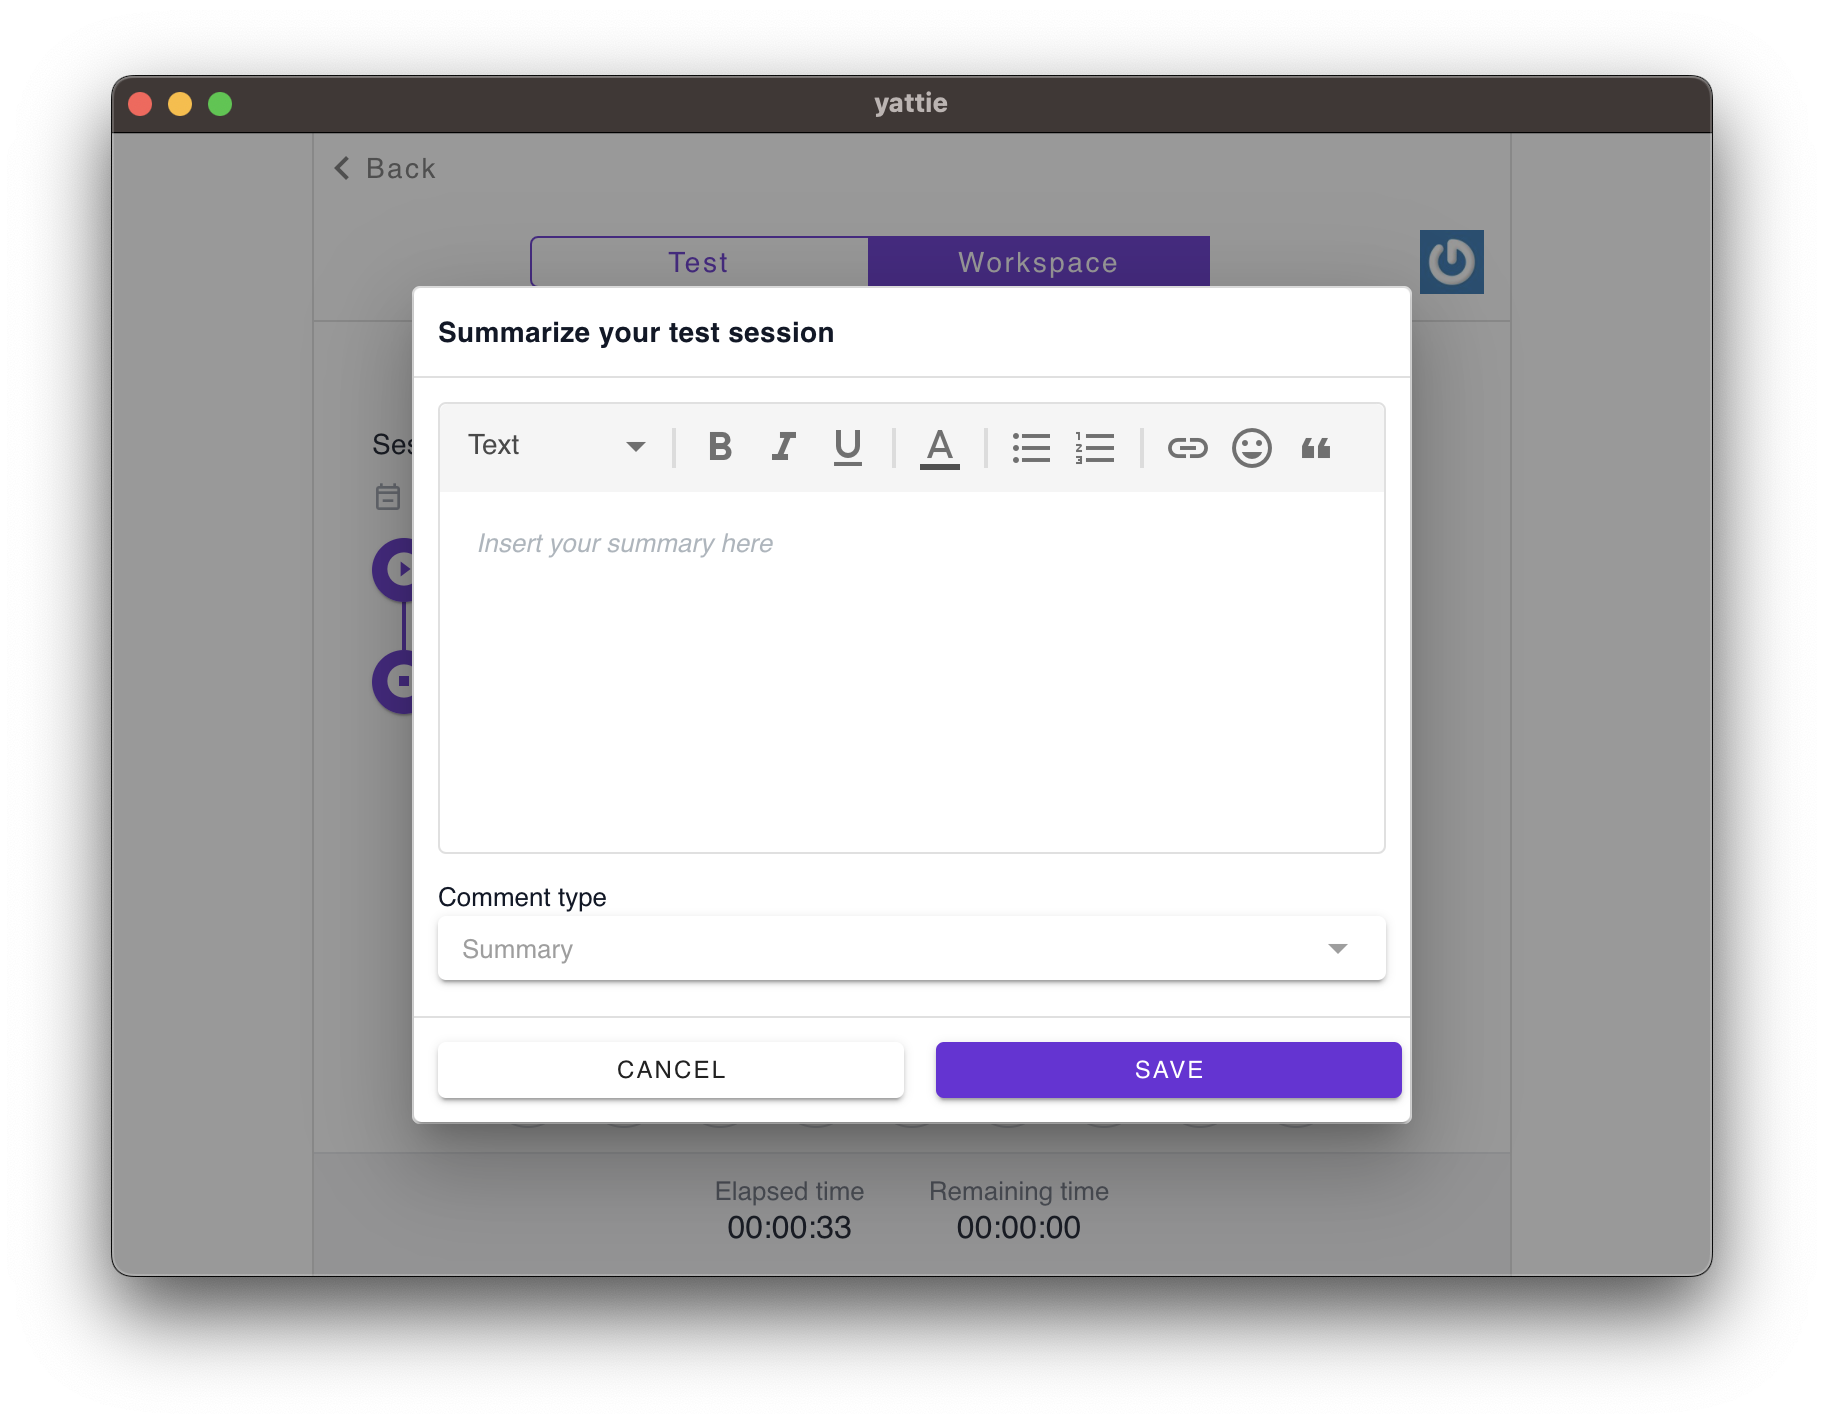 yattie
Back
Test
Workspace
Summarize your test session
Text
Insert your summary here
Comment type
Summary
CANCEL
SAVE
Elapsed time
Remaining time
00:00:33
00:00:00